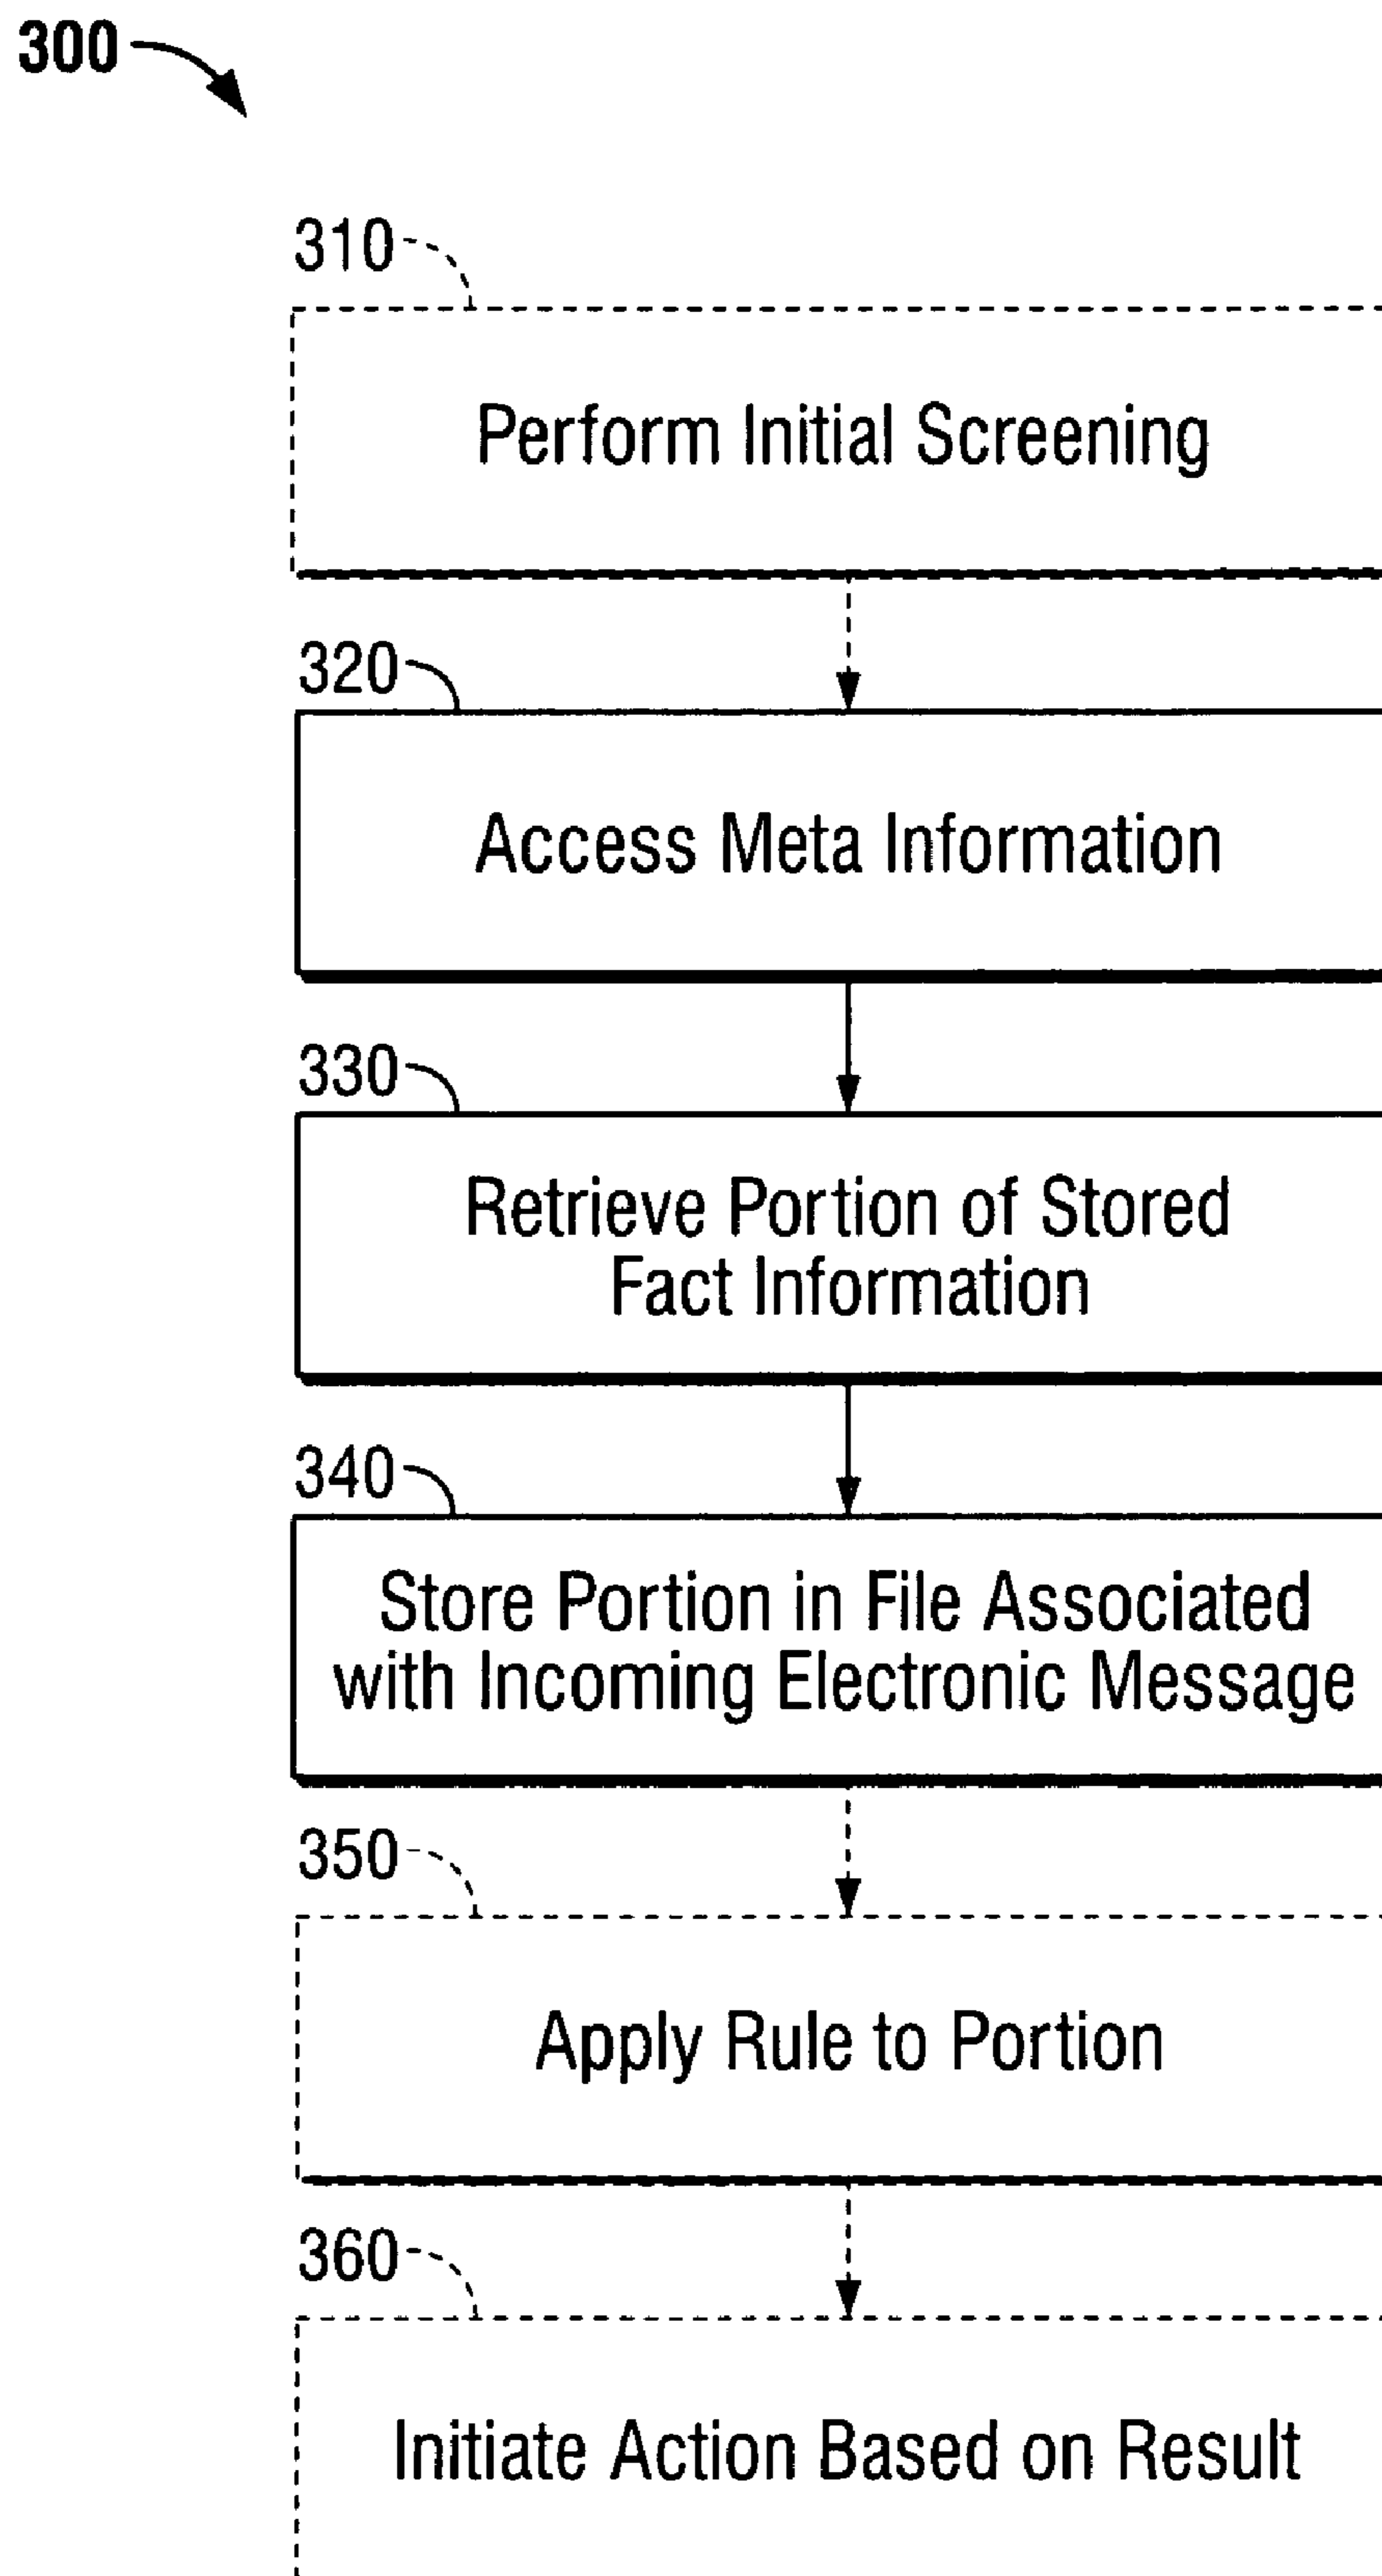 300
310
Perform Initial Screening
320
Access Meta Information
330
Retrieve Portion of Stored
Fact Information
340
Store Portion in File Associated
with Incoming Electronic Message
350
Apply Rule to Portion
360
Initiate Action Based on Result